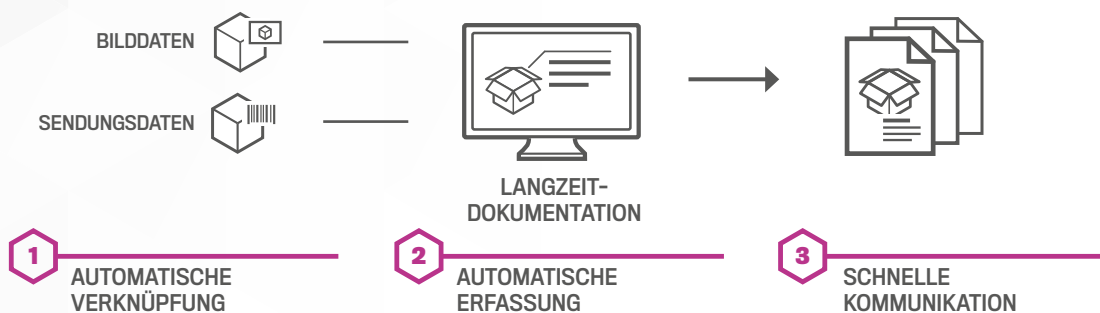 BILDDATEN
SENDUNGSDATEN
LANGZEIT-
DOKUMENTATION
1
AUTOMATISCHE
VERKNÜPFUNG
2
AUTOMATISCHE
ERFASSUNG
3
SCHNELLE
KOMMUNIKATION